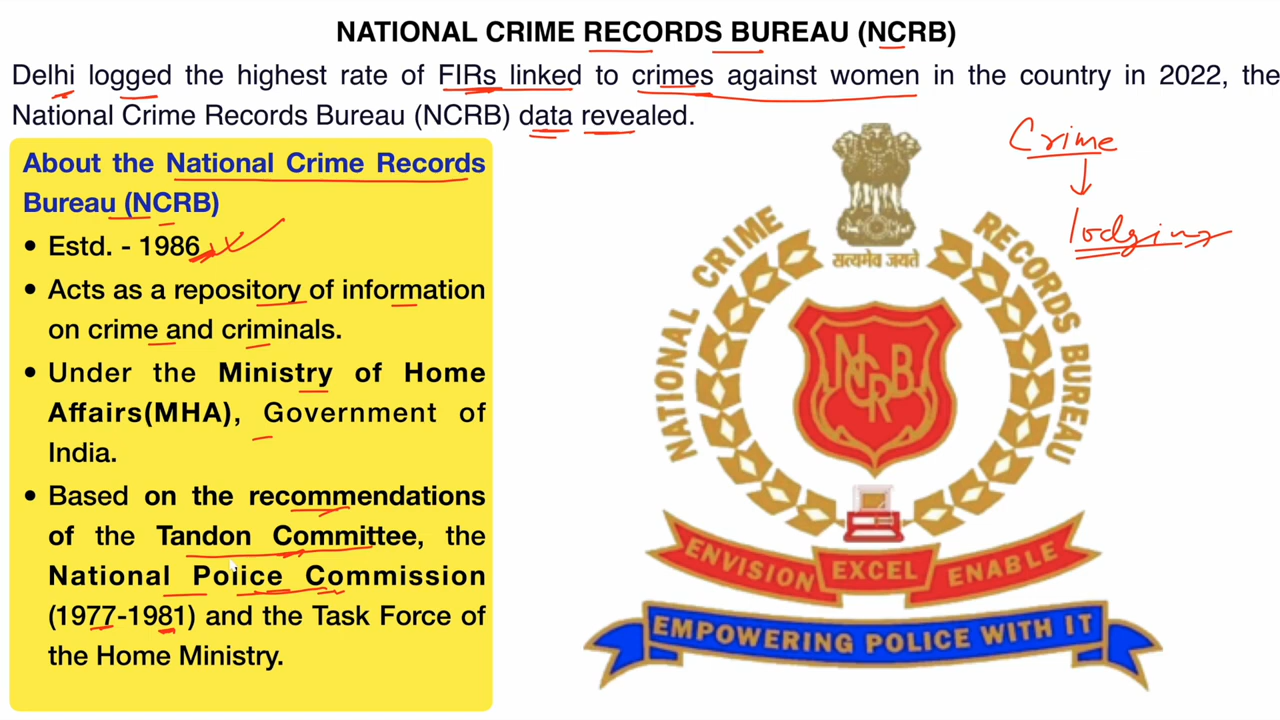 NATIONAL CRIME RECORDS BUREAU (NCRB)
Delhi logged the highest rate of FIRs linked to crimes against women in the country in 2022, the
National Crime Records Bureau (NCRB) data revealed.
About the National Crime Records
Bureau (NCRB)
• Estd. - 1986
• Acts as a repository of information
on crime and criminals.
• Under the Ministry of Home
Affairs(MHA), Government of
India.
• Based on the recommendations
of the Tandon Committee, the
National Police Commission
(1977-1981) and the Task Force of
the Home Ministry.
Crime
lodging
सत्यमेव जयते
NATIONAL CRIME RECORDS BUREAU
NCRB
ENVISION EXCEL ENABLE
EMPOWERING POLICE WITH IT